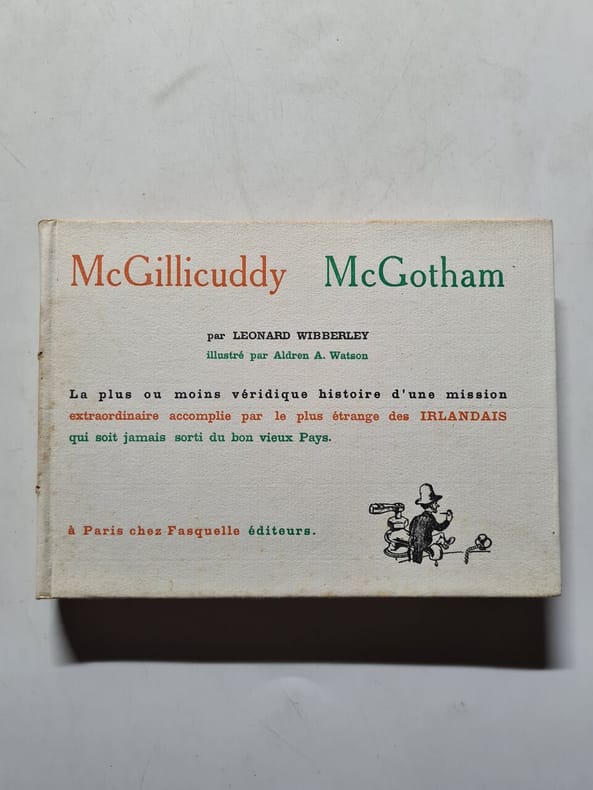 McGillicuddy McGotham
par LEONARD WIBBERLEY
illustré par Aldren A. Watson
La plus ou moins véridique histoire d'une mission
extraordinaire accomplie par le plus étrange des IRLANDAIS
qui soit jamais sorti du bon vieux Pays.
à Paris chez Fasquelle éditeurs.